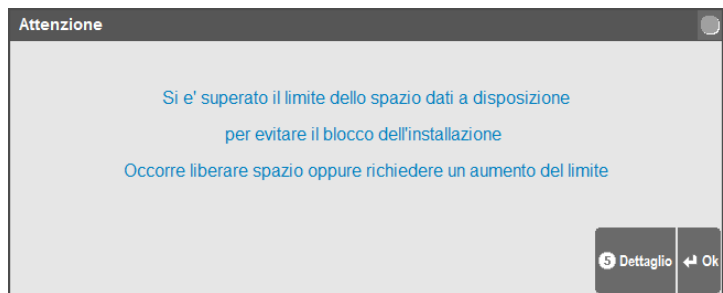 Attenzione
Si e' superato il limite dello spazio dati a disposizione
per evitare il blocco dell'installazione
Occorre liberare spazio oppure richiedere un aumento del limite
5 Dettaglio ↵ Ok